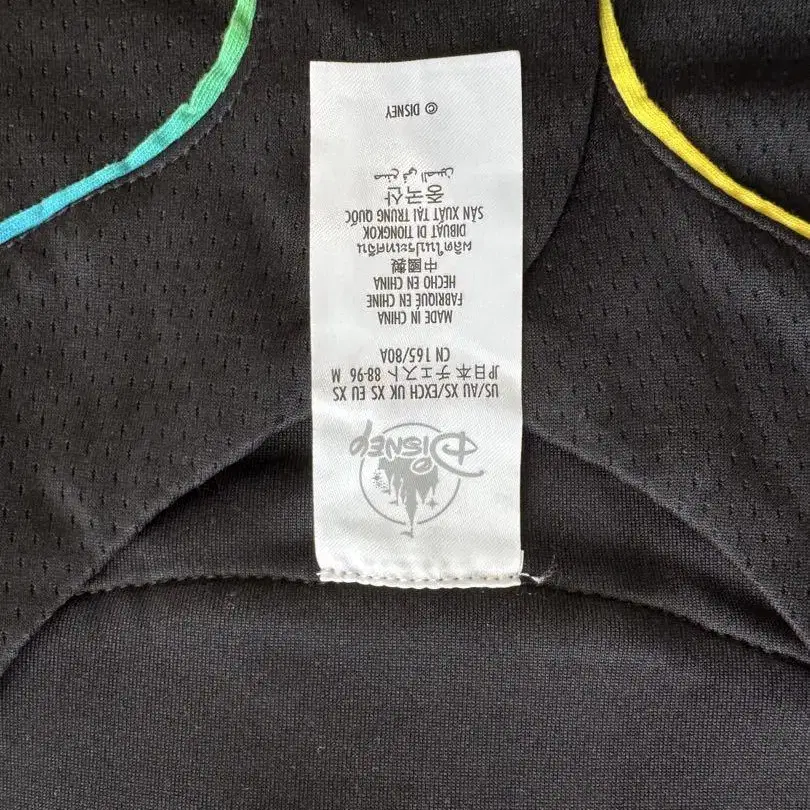 DISNEY
US/AU XS/EXCH UK XS EU XS
JP日本チェスト 88-96 M
CN 165/80A
MADE IN CHINA
FABRIQUÉ EN CHINE
HECHO EN CHINA
中國製
ผลิตในประเทศจีน
DIBUAT DI TIONGKOK
SẢN XUẤT TẠI TRUNG QUỐC
중국산
صنع في الصين
© DISNEY